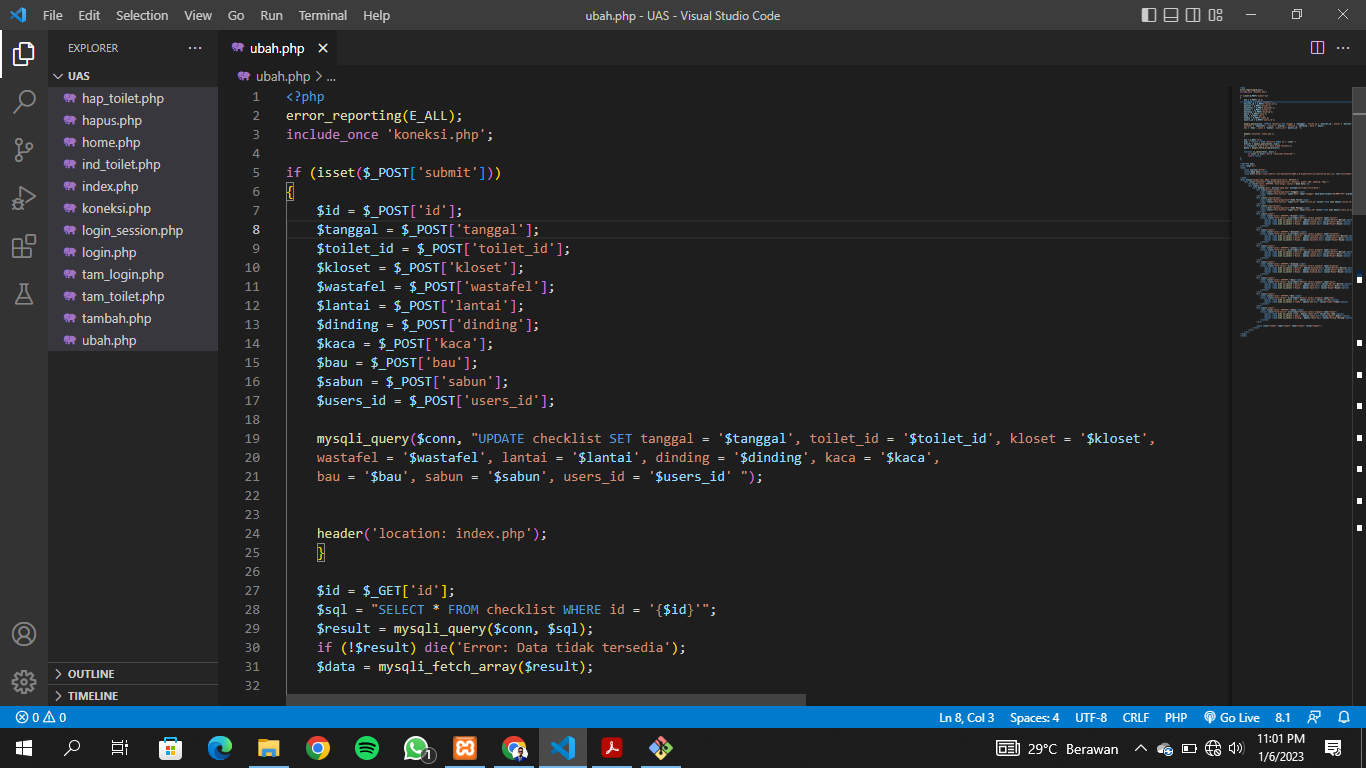 File Edit Selection View Go Run Terminal Help
ubah.php - UAS - Visual Studio Code
EXPLORER
UAS
hap_toilet.php
hapus.php
home.php
ind_toilet.php
index.php
koneksi.php
login_session.php
login.php
tam_login.php
tam_toilet.php
tambah.php
ubah.php
OUTLINE
TIMELINE
ubah.php
ubah.php > ...
1 <?php
2 error_reporting(E_ALL);
3 include_once 'koneksi.php';
4
5 if (isset($_POST['submit']))
6 {
7 $id = $_POST['id'];
8 $tanggal = $_POST['tanggal'];
9 $toilet_id = $_POST['toilet_id'];
10 $kloset = $_POST['kloset'];
11 $wastafel = $_POST['wastafel'];
12 $lantai = $_POST['lantai'];
13 $dinding = $_POST['dinding'];
14 $kaca = $_POST['kaca'];
15 $bau = $_POST['bau'];
16 $sabun = $_POST['sabun'];
17 $users_id = $_POST['users_id'];
18
19 mysqli_query($conn, "UPDATE checklist SET tanggal = '$tanggal', toilet_id = '$toilet_id', kloset = '$kloset',
20 wastafel = '$wastafel', lantai = '$lantai', dinding = '$dinding', kaca = '$kaca',
21 bau = '$bau', sabun = '$sabun', users_id = '$users_id' ");
22
23
24 header('location: index.php');
25 }
26
27 $id = $_GET['id'];
28 $sql = "SELECT * FROM checklist WHERE id = '{$id}'";
29 $result = mysqli_query($conn, $sql);
30 if (!$result) die('Error: Data tidak tersedia');
31 $data = mysqli_fetch_array($result);
32
0 0
Ln 8, Col 3 Spaces: 4 UTF-8 CRLF PHP Go Live 8.1
1
29°C Berawan
11:01 PM
1/6/2023